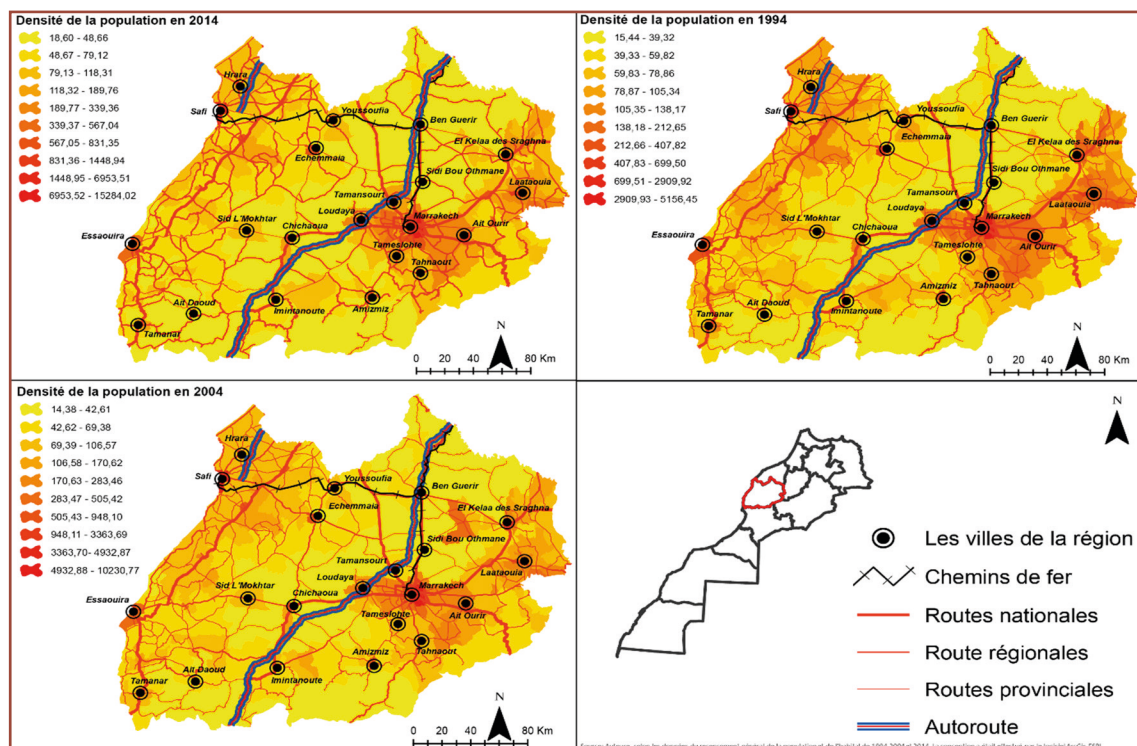 Densité de la population en 2014
18,60 - 48,66
48,67 - 79,12
79,13 - 118,31
118,32 - 189,76
189,77 - 339,36
339,37 - 567,04
567,05 - 831,35
831,36 - 1448,94
1448,95 - 6953,51
6953,52 - 15284,02
Hrara
Safi
Youssoufia
Ben Guerir
Echemmaia
El Kelaa des Sraghna
Sidi Bou Othmane
Tamansourt
Laataouia
Loudaya
Marrakech
Sid L'Mokhtar
Chichaoua
Ait Ourir
Essaouira
Tameslohte
Tahnaout
Ait Daoud
Imintanoute
Amizmiz
Tamanar
N
0 20 40 80 Km
Densité de la population en 1994
15,44 - 39,32
39,33 - 59,82
59,83 - 78,86
78,87 - 105,34
105,35 - 138,17
138,18 - 212,65
212,66 - 407,82
407,83 - 699,50
699,51 - 2909,92
2909,93 - 5156,45
Hrara
Safi
Youssoufia
Ben Guerir
Echemmaia
El Kelaa des Sraghna
Sidi Bou Othmane
Tamansourt
Laataouia
Loudaya
Marrakech
Sid L'Mokhtar
Chichaoua
Ait Ourir
Essaouira
Tameslohte
Tahnaout
Ait Daoud
Imintanoute
Amizmiz
Tamanar
N
0 20 40 80 Km
Densité de la population en 2004
14,38 - 42,61
42,62 - 69,38
69,39 - 106,57
106,58 - 170,62
170,63 - 283,46
283,47 - 505,42
505,43 - 948,10
948,11 - 3363,69
3363,70- 4932,87
4932,88 - 10230,77
Hrara
Safi
Youssoufia
Ben Guerir
Echemmaia
El Kelaa des Sraghna
Sidi Bou Othmane
Tamansourt
Laataouia
Loudaya
Marrakech
Sid L'Mokhtar
Chichaoua
Ait Ourir
Essaouira
Tameslohte
Tahnaout
Ait Daoud
Imintanoute
Amizmiz
Tamanar
N
0 20 40 80 Km
N
Les villes de la région
Chemins de fer
Routes nationales
Route régionales
Routes provinciales
Autoroute